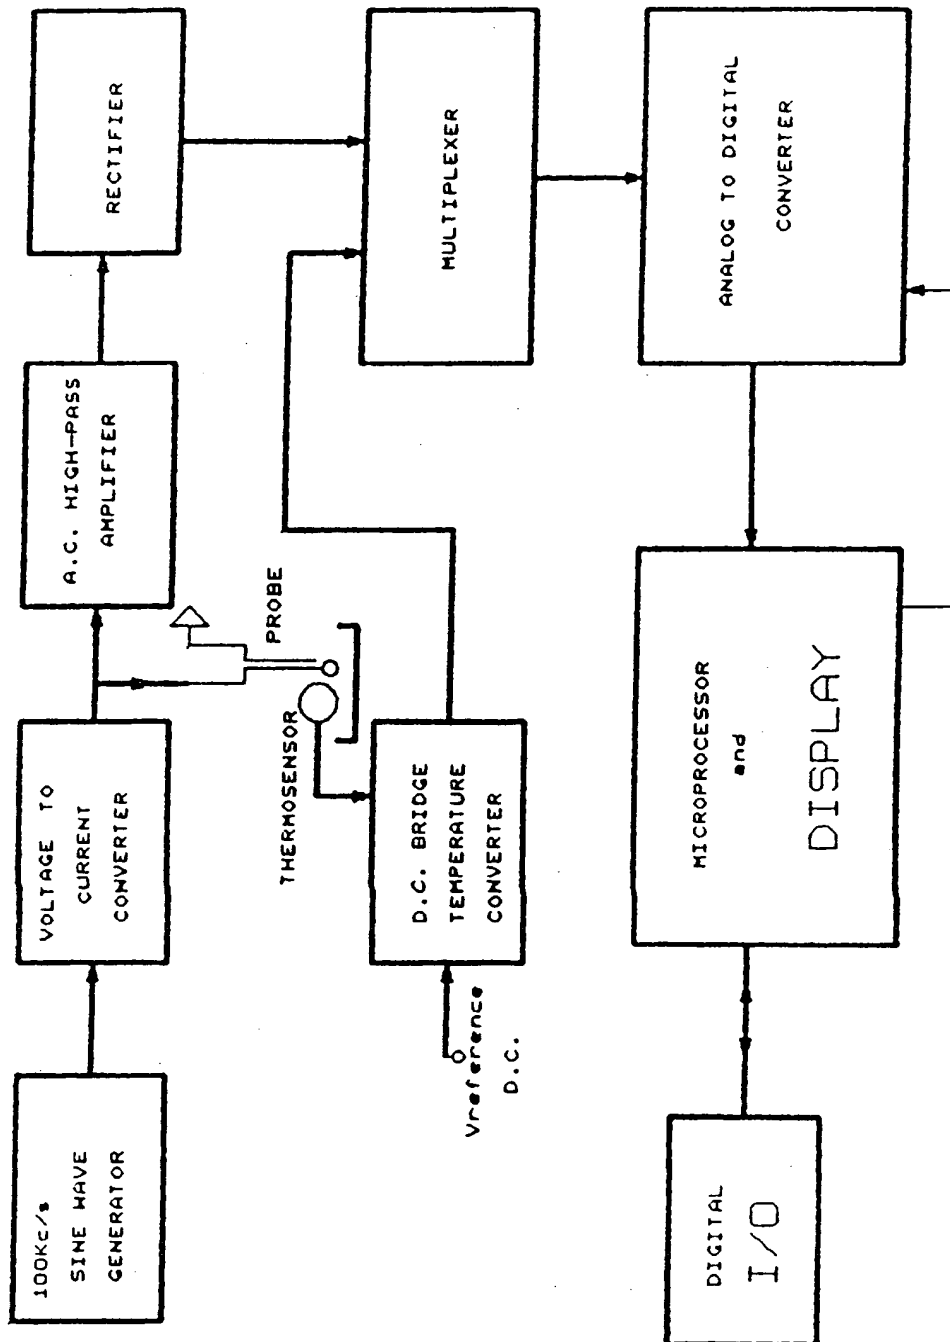 100Kc/s
SINE WAVE
GENERATOR
VOLTAGE TO
CURRENT
CONVERTER
A.C. HIGH-PASS
AMPLIFIER
RECTIFIER
THERMOSENSOR
PROBE
Vreference
D.C.
D.C. BRIDGE
TEMPERATURE
CONVERTER
MULTIPLEXER
DIGITAL
I/O
MICROPROCESSOR
and
DISPLAY
ANALOG TO DIGITAL
CONVERTER